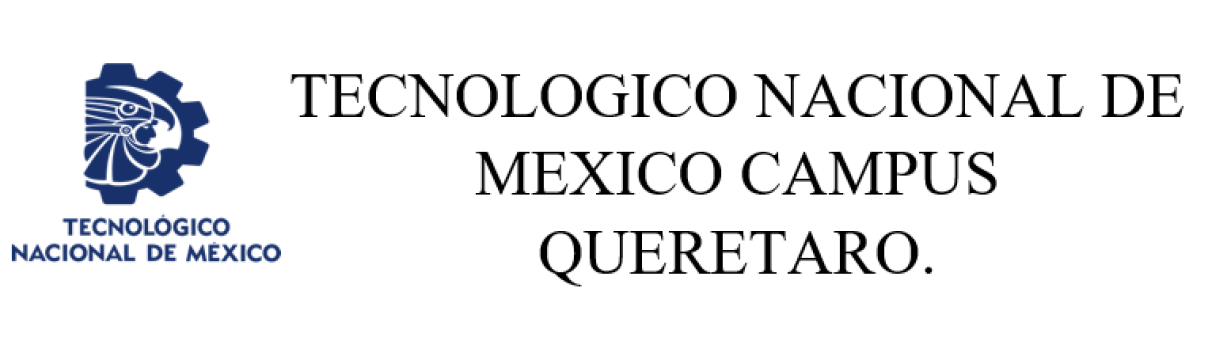 TECNOLÓGICO
NACIONAL DE MÉXICO
TECNOLOGICO NACIONAL DE
MEXICO CAMPUS
QUERETARO.